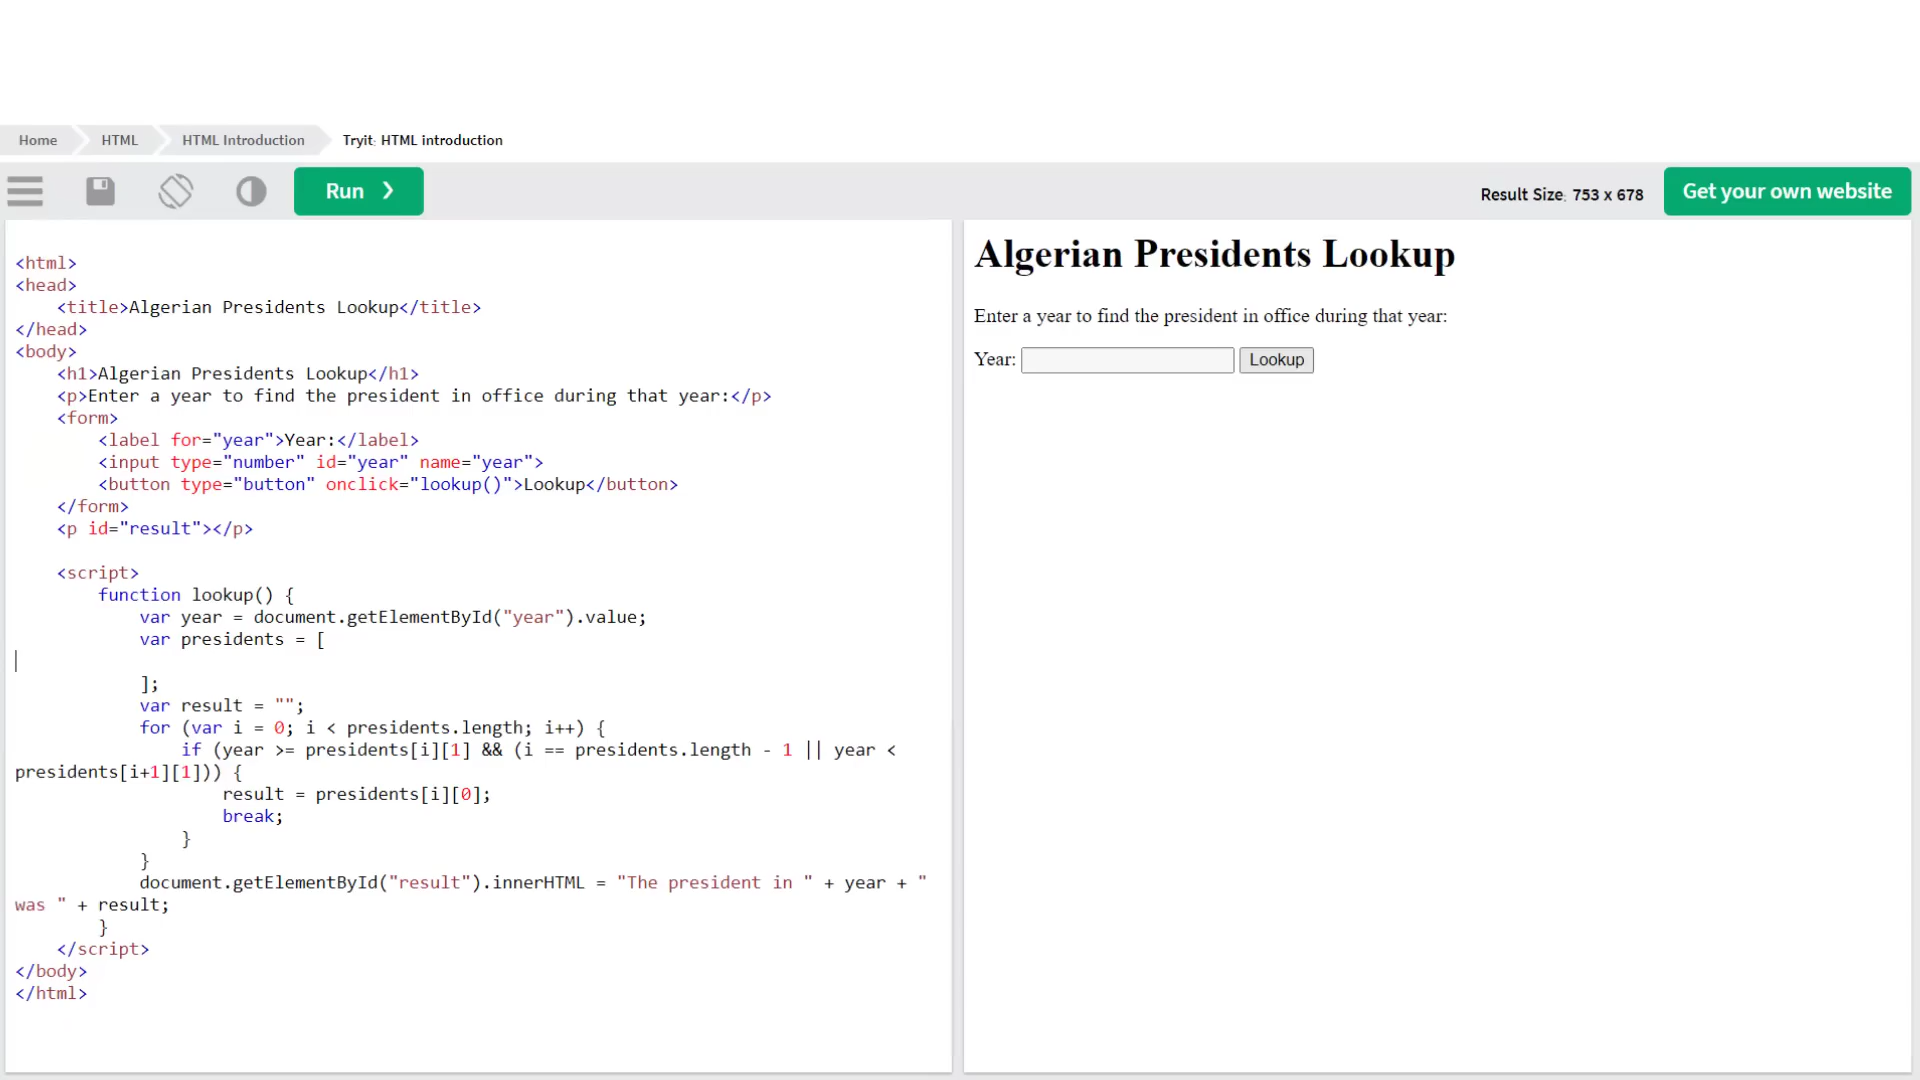 Home HTML HTML Introduction Tryit: HTML introduction
Run ❯ Result Size: 753 x 678 Get your own website
<html>
<head>
    <title>Algerian Presidents Lookup</title>
</head>
<body>
    <h1>Algerian Presidents Lookup</h1>
    <p>Enter a year to find the president in office during that year:</p>
    <form>
        <label for="year">Year:</label>
        <input type="number" id="year" name="year">
        <button type="button" onclick="lookup()">Lookup</button>
    </form>
    <p id="result"></p>
    <script>
        function lookup() {
            var year = document.getElementById("year").value;
            var presidents = [
            ];
            var result = "";
            for (var i = 0; i < presidents.length; i++) {
                if (year >= presidents[i][1] && (i == presidents.length - 1 || year <
presidents[i+1][1])) {
                    result = presidents[i][0];
                    break;
                }
            }
            document.getElementById("result").innerHTML = "The president in " + year + "
was " + result;
        }
    </script>
</body>
</html>
Algerian Presidents Lookup
Enter a year to find the president in office during that year:
Year: Lookup